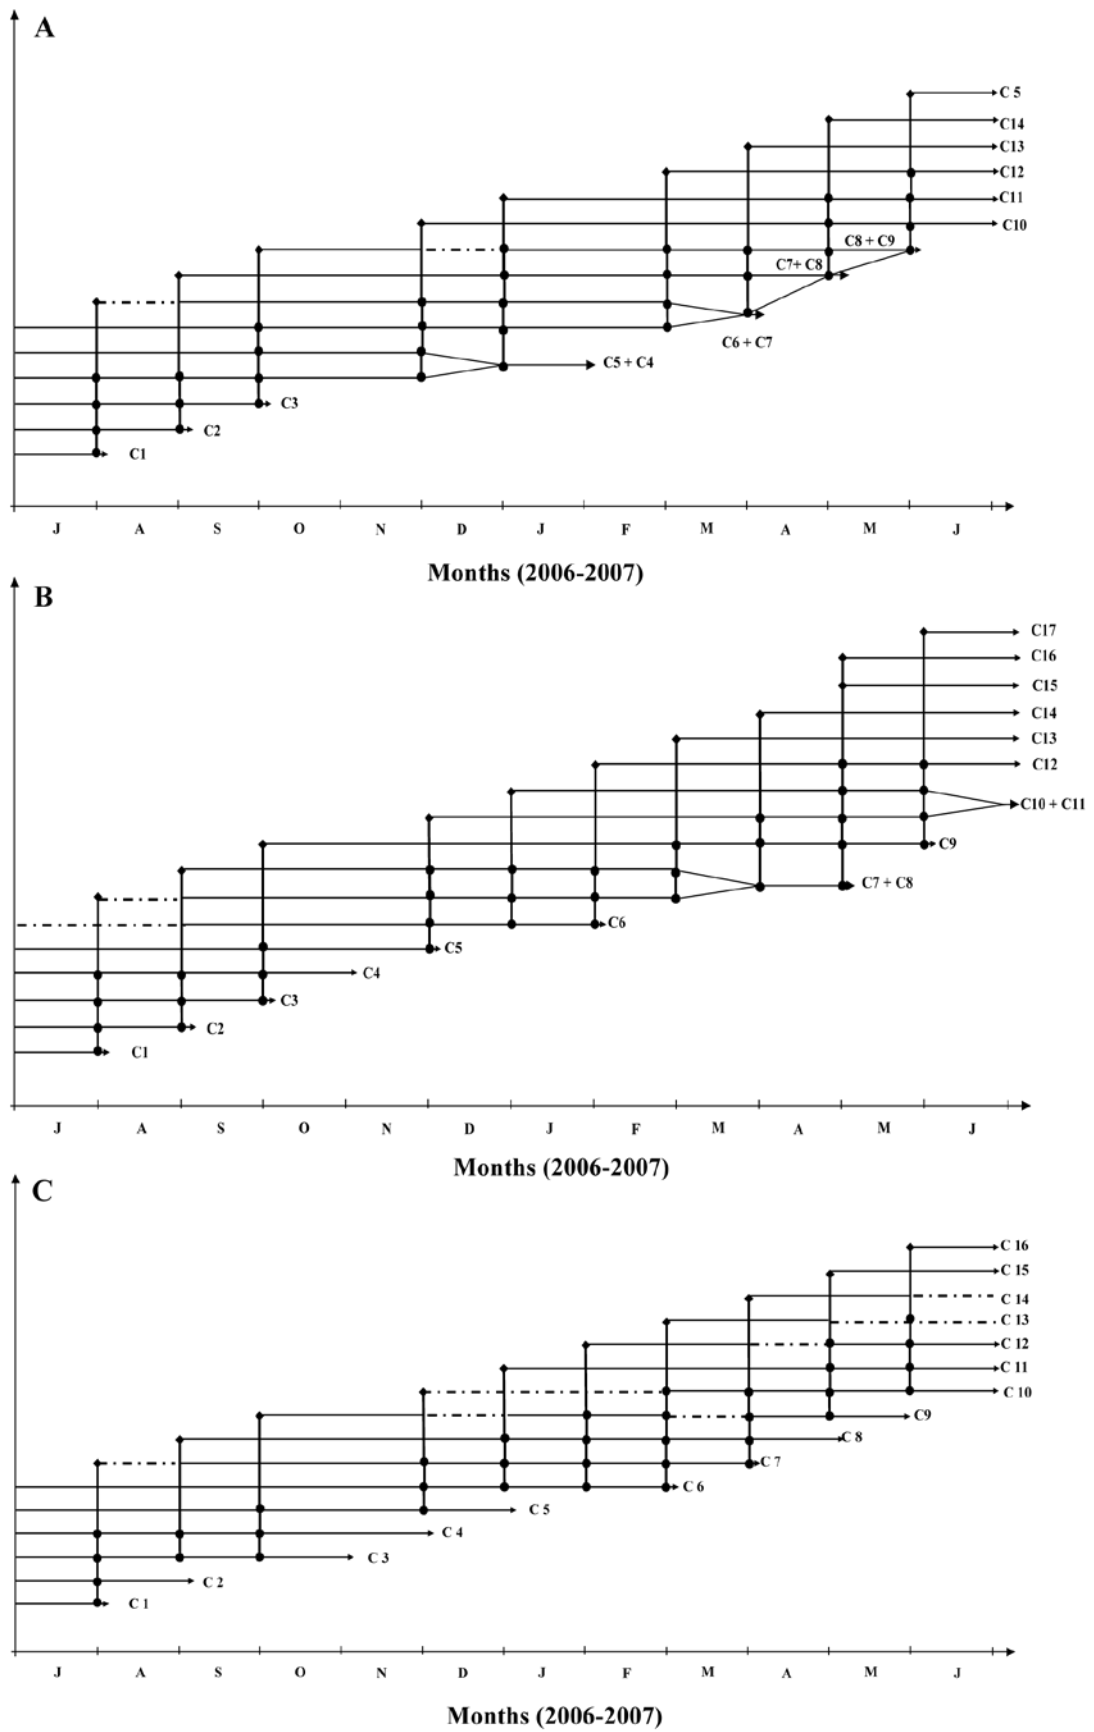 A
C 5
C14
C13
C12
C11
C10
C8 + C9
C7+ C8
C6 + C7
C5 + C4
C3
C2
C1
J A S O N D J F M A M J
Months (2006-2007)
B
C17
C16
C15
C14
C13
C12
C10 + C11
C9
C7 + C8
C6
C5
C4
C3
C2
C1
J A S O N D J F M A M J
Months (2006-2007)
C
C 16
C 15
C 14
C 13
C 12
C 11
C 10
C9
C 8
C 7
C 6
C 5
C 4
C 3
C 2
C 1
J A S O N D J F M A M J
Months (2006-2007)